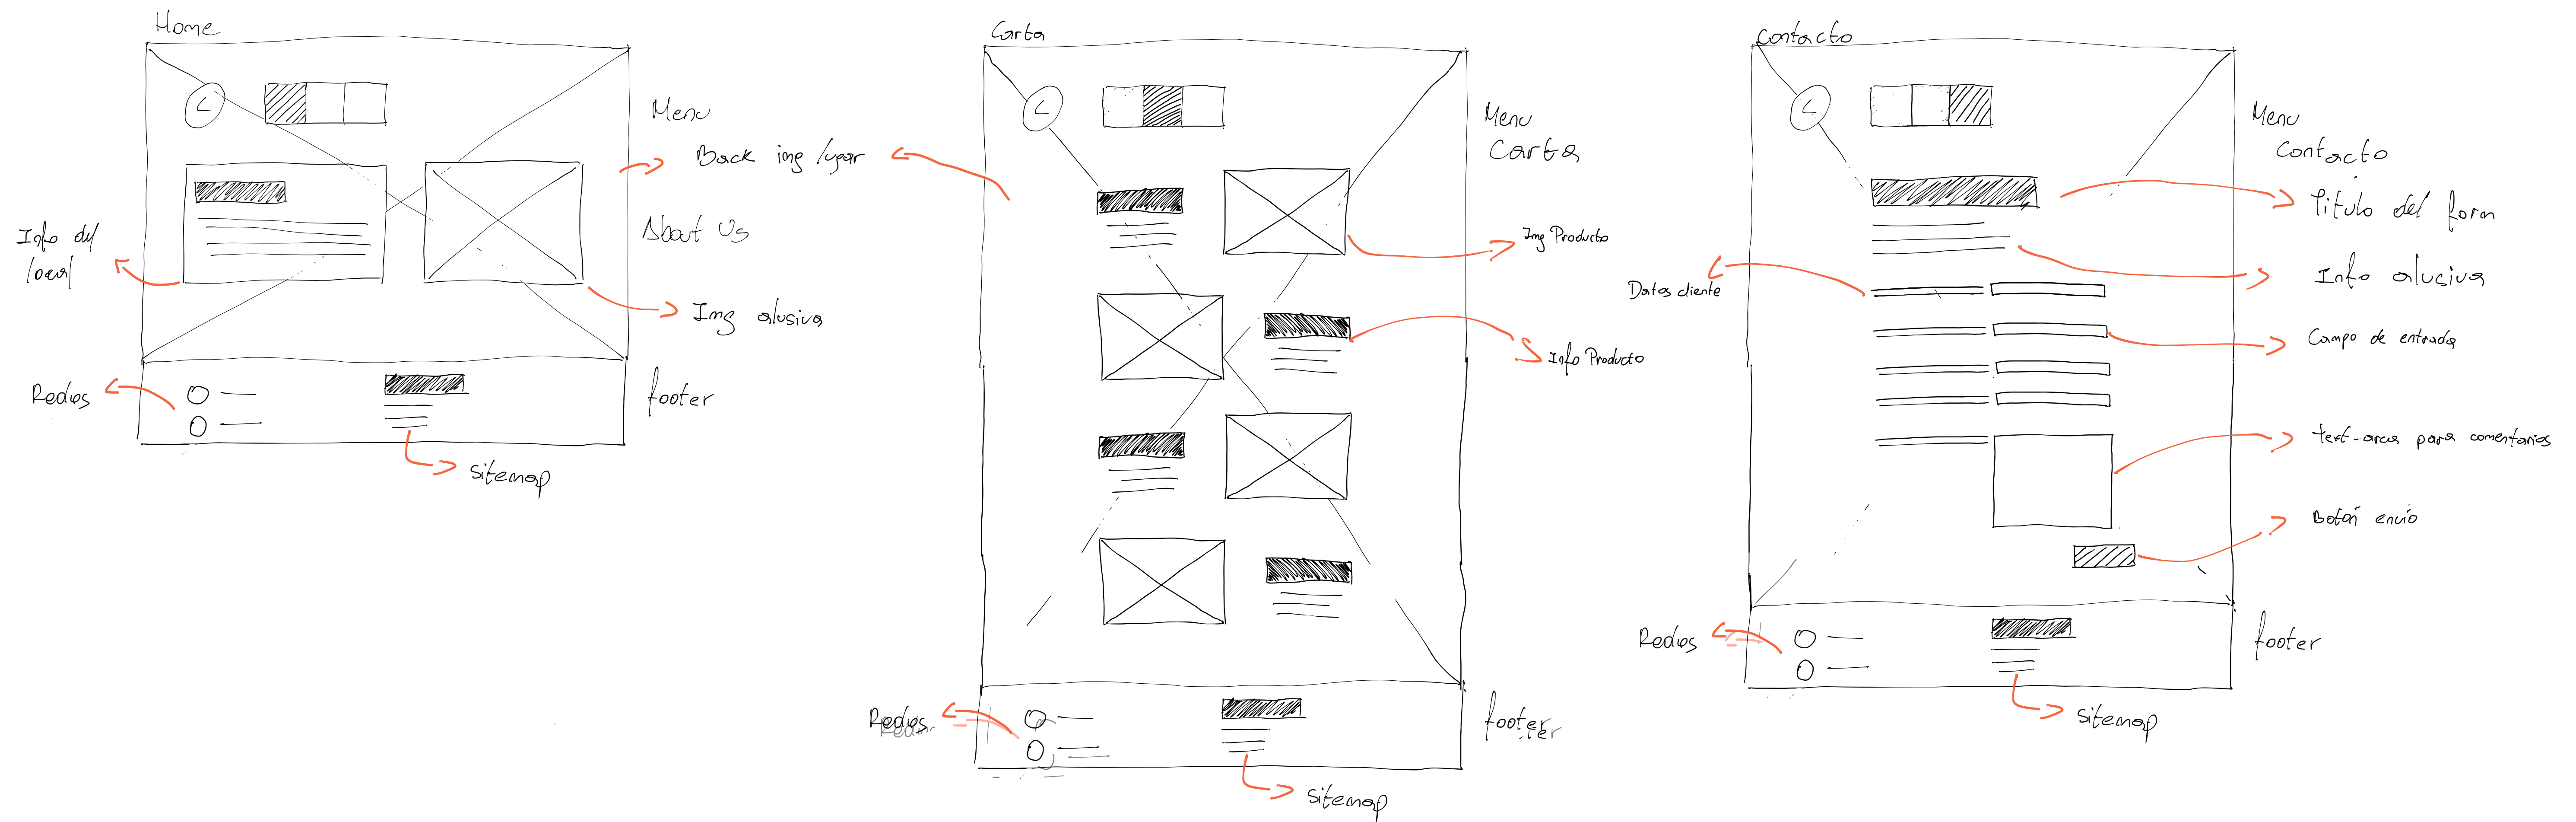 Home
Menu
Back img /
About Us
Info del
local
Img alusiva
Redes
footer
sitemap
Carta
Menu
Carta
Img Producto
Info Producto
Redes
footer
sitemap
Contacto
Menu
Contacto
Titulo del form
Info alusiva
Datos cliente
Campo de entrada
text-area para comentarios
Botón envio
Redes
footer
sitemap